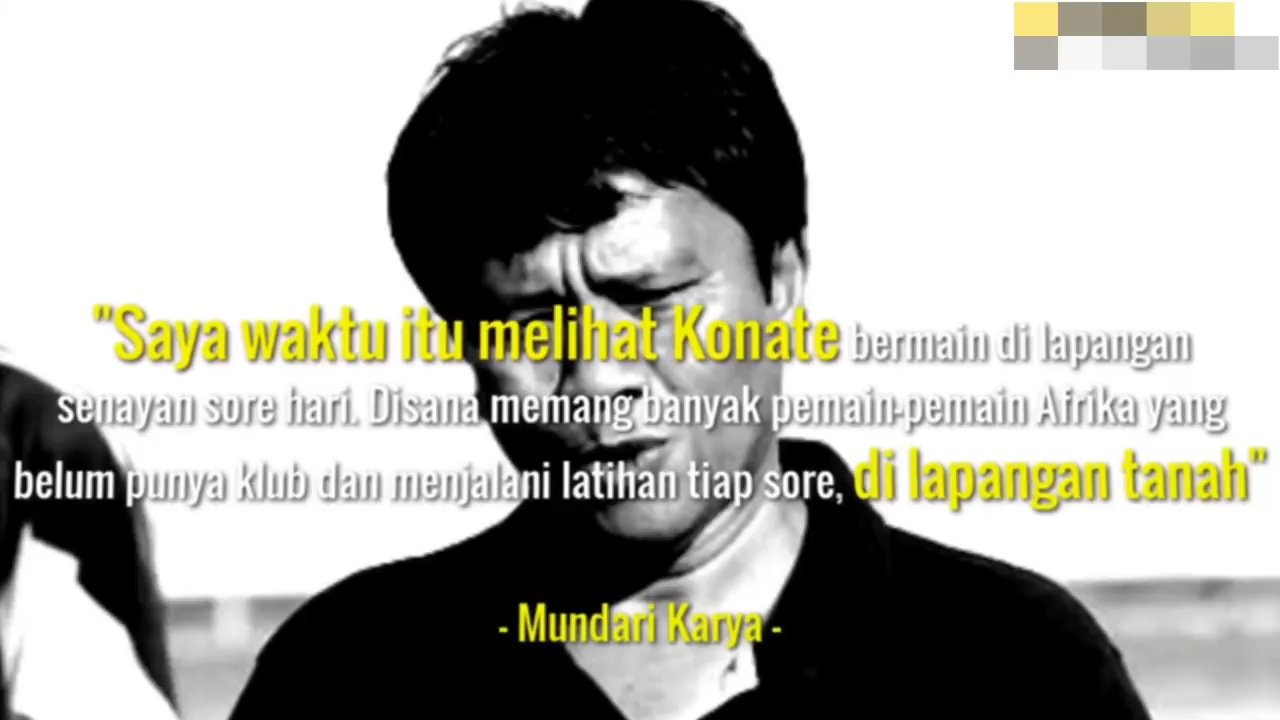 "Saya waktu itu melihat Konate bermain di lapangan
senayan sore hari. Disana memang banyak pemain-pemain Afrika yang
belum punya klub dan menjalani latihan tiap sore, di lapangan tanah"
- Mundari Karya -